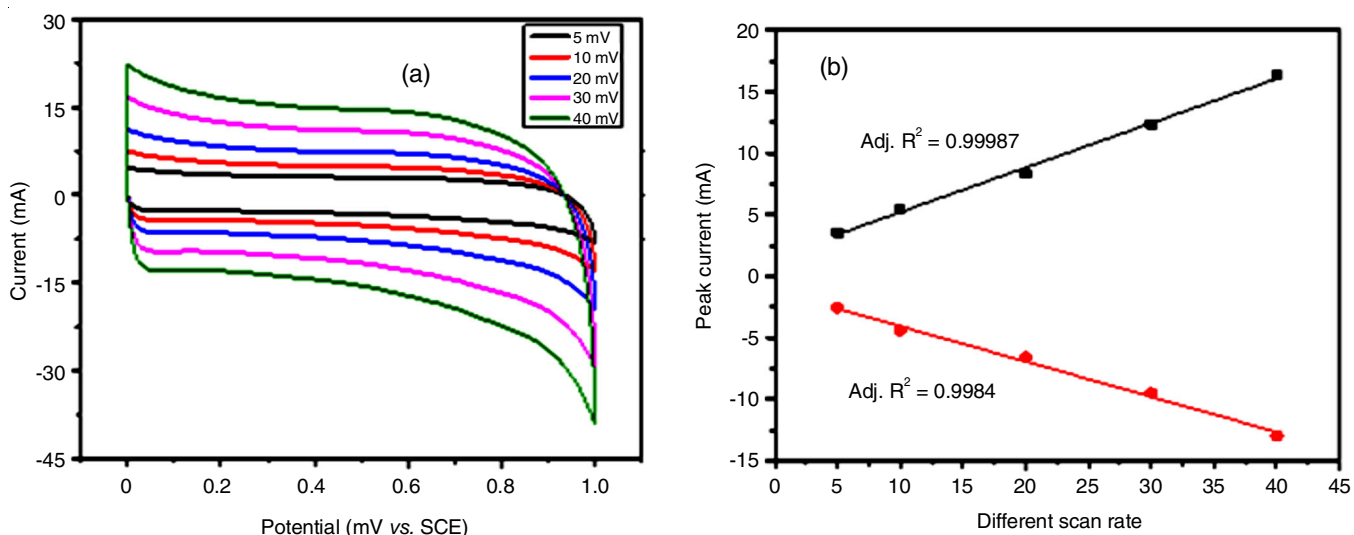 30
15
0
-15
-30
-45
Current (mA)
(a)
5 mV
10 mV
20 mV
30 mV
40 mV
0
0.2
0.4
0.6
0.8
1.0
Potential (mV vs. SCE)
20
15
10
5
0
-5
-10
-15
Peak current (mA)
(b)
Adj. R² = 0.99987
Adj. R² = 0.9984
0
5
10
15
20
25
30
35
40
45
Different scan rate